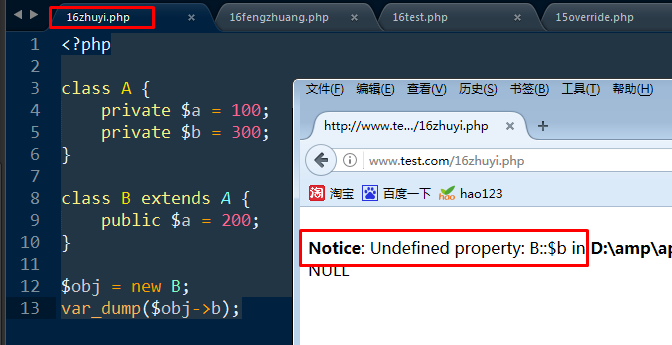 16zhuyi.php × 16fengzhuang.php × 16test.php × 15override.php
1 <?php
2
3 class A {
4 private $a = 100;
5 private $b = 300;
6 }
7
8 class B extends A {
9 public $a = 200;
10 }
11
12 $obj = new B;
13 var_dump($obj->b);
文件(F) 编辑(E) 查看(V) 历史(S) 书签(B) 工具(T) 帮助(H)
http://www.te.../16zhuyi.php × +
www.test.com/16zhuyi.php
淘 淘宝 百度一下 hao hao123
Notice: Undefined property: B::$b in D:\amp\ap
NULL